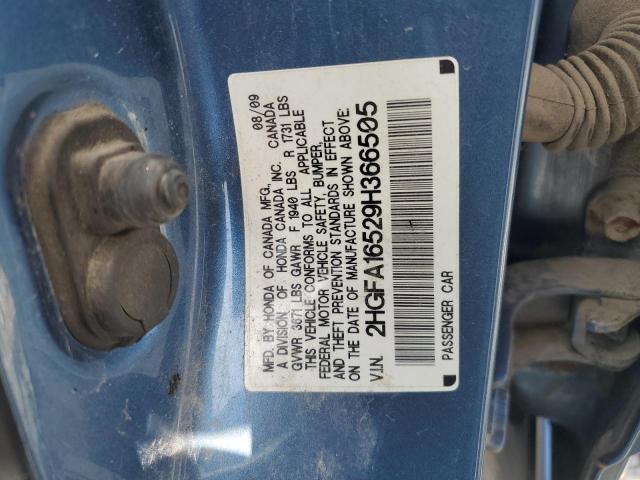 MFD. BY HONDA OF CANADA MFG. 08/09
A DIVISION OF HONDA CANADA INC. CANADA
GVWR 3671 LBS GAWR F 1940 LBS R 1731 LBS
THIS VEHICLE CONFORMS TO ALL APPLICABLE
FEDERAL MOTOR VEHICLE SAFETY, BUMPER,
AND THEFT PREVENTION STANDARDS IN EFFECT
ON THE DATE OF MANUFACTURE SHOWN ABOVE.
V.I.N. 2HGFA16529H366505
PASSENGER CAR